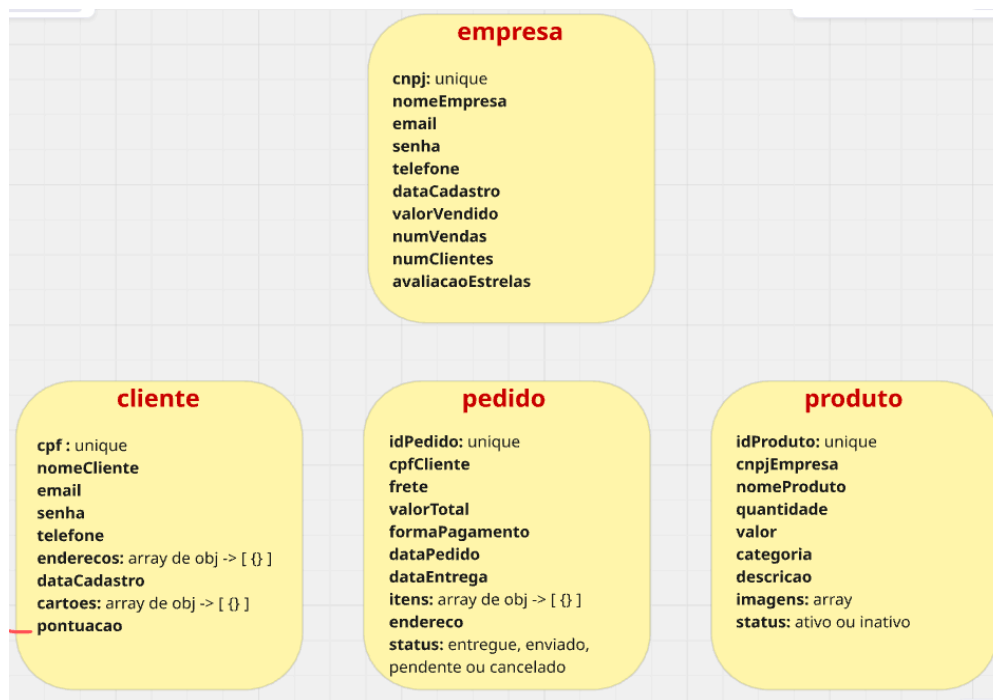 empresa
cnpj: unique
nomeEmpresa
email
senha
telefone
dataCadastro
valorVendido
numVendas
numClientes
avaliacaoEstrelas
cliente
cpf : unique
nomeCliente
email
senha
telefone
enderecos: array de obj -> [ {} ]
dataCadastro
cartoes: array de obj -> [ {} ]
pontuacao
pedido
idPedido: unique
cpfCliente
frete
valorTotal
formaPagamento
dataPedido
dataEntrega
itens: array de obj -> [ {} ]
endereco
status: entregue, enviado,
pendente ou cancelado
produto
idProduto: unique
cnpjEmpresa
nomeProduto
quantidade
valor
categoria
descricao
imagens: array
status: ativo ou inativo